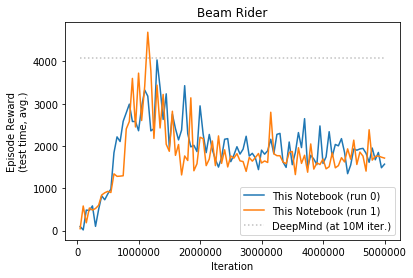 Beam Rider
Episode Reward
(test time, avg.)
4000
3000
2000
1000
0
0
1000000
2000000
3000000
4000000
5000000
Iteration
This Notebook (run 0)
This Notebook (run 1)
DeepMind (at 10M iter.)